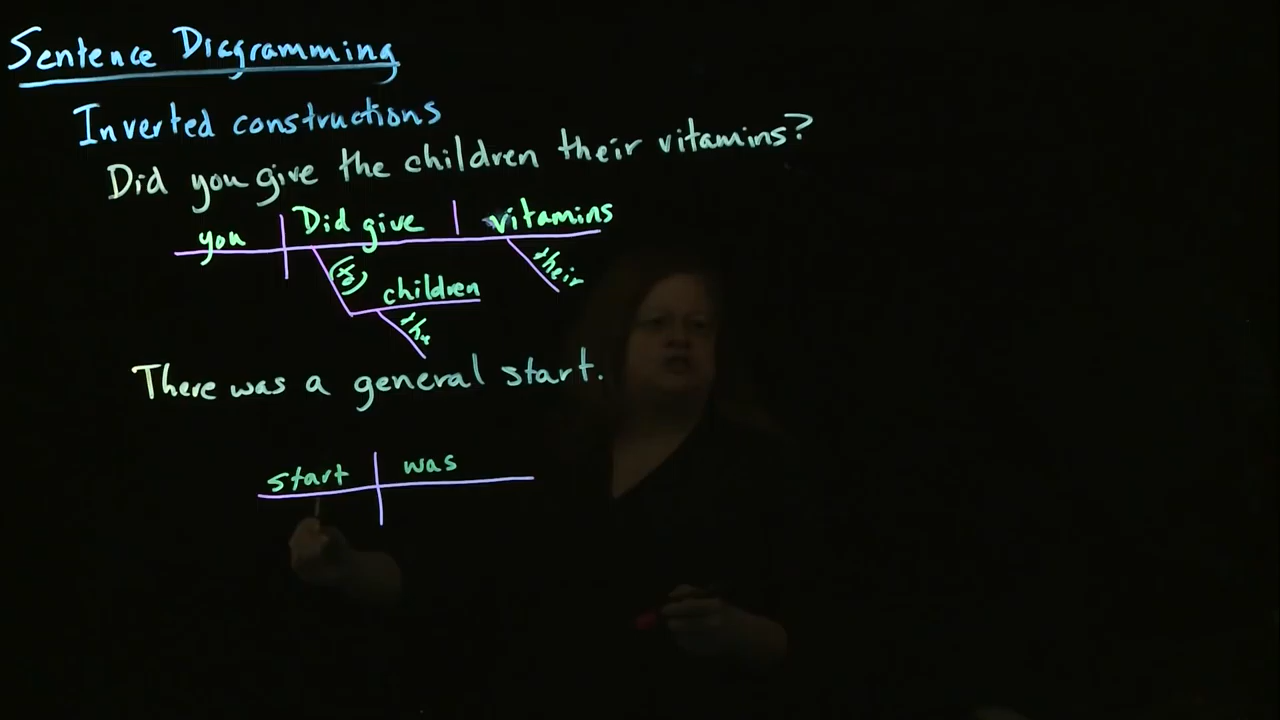 Sentence Diagramming
Inverted constructions
Did you give the children their vitamins?
you Did give vitamins
(to) their
children
the
There was a general start.
start was